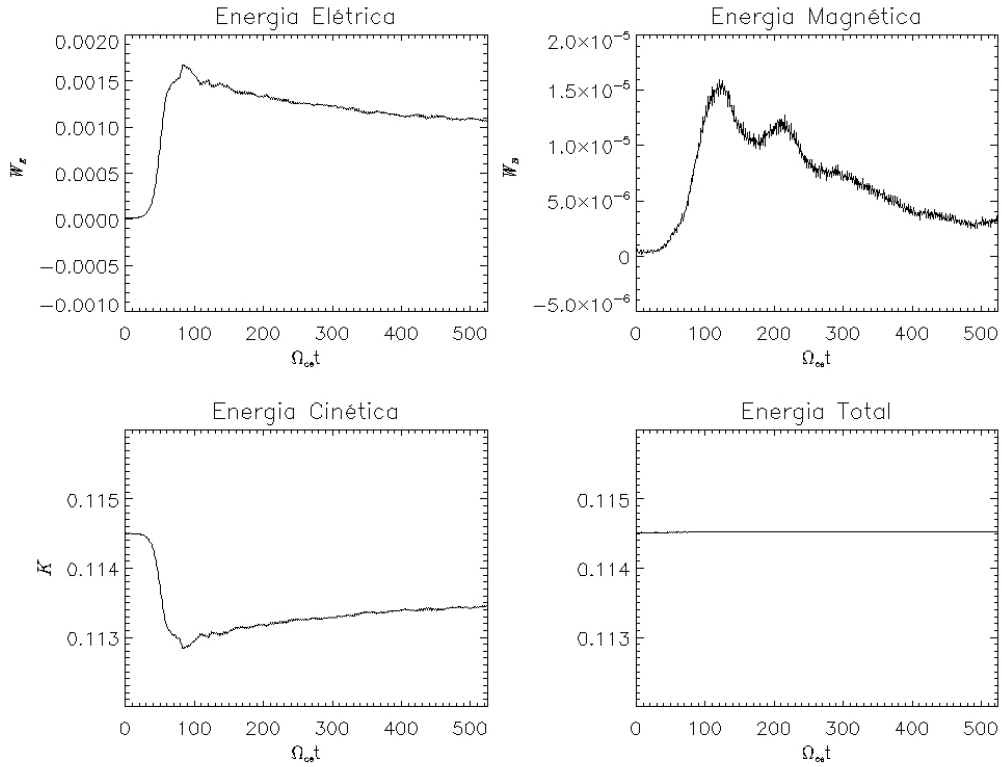 Energia Elétrica
0.0020
0.0015
0.0010
0.0005
0.0000
−0.0005
−0.0010
W_E
0 100 200 300 400 500
Ω_ce t
Energia Magnética
2.0×10⁻⁵
1.5×10⁻⁵
1.0×10⁻⁵
5.0×10⁻⁶
0
−5.0×10⁻⁶
W_B
0 100 200 300 400 500
Ω_ce t
Energia Cinética
0.115
0.114
0.113
K
0 100 200 300 400 500
Ω_ce t
Energia Total
0.115
0.114
0.113
0 100 200 300 400 500
Ω_ce t